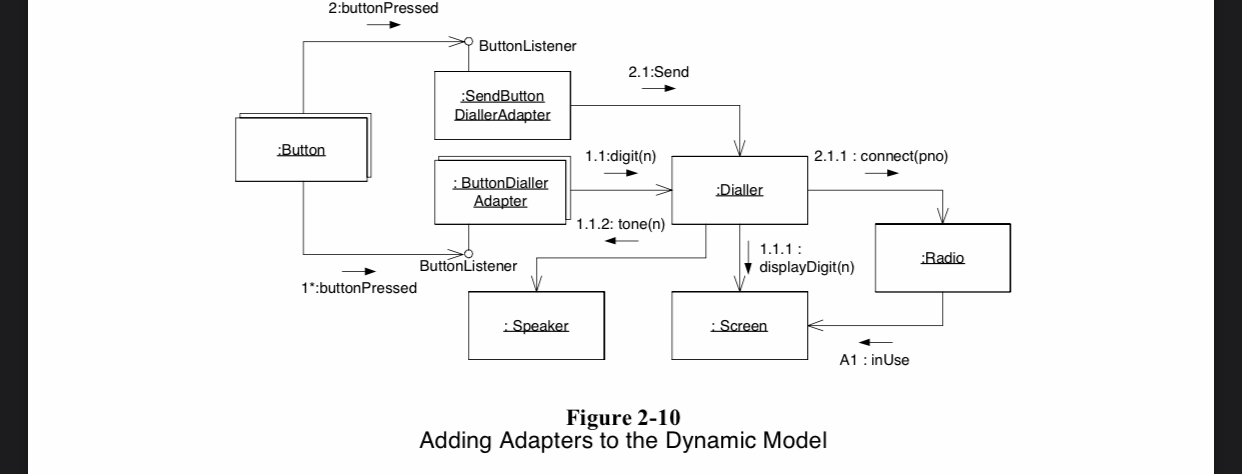 2:buttonPressed
ButtonListener
2.1:Send
:SendButton
DiallerAdapter
:Button
1.1:digit(n)
2.1.1 : connect(pno)
: ButtonDialler
Adapter
:Dialler
1.1.2: tone(n)
1.1.1 :
displayDigit(n)
:Radio
ButtonListener
1*:buttonPressed
: Speaker
: Screen
A1 : inUse
Figure 2-10
Adding Adapters to the Dynamic Model